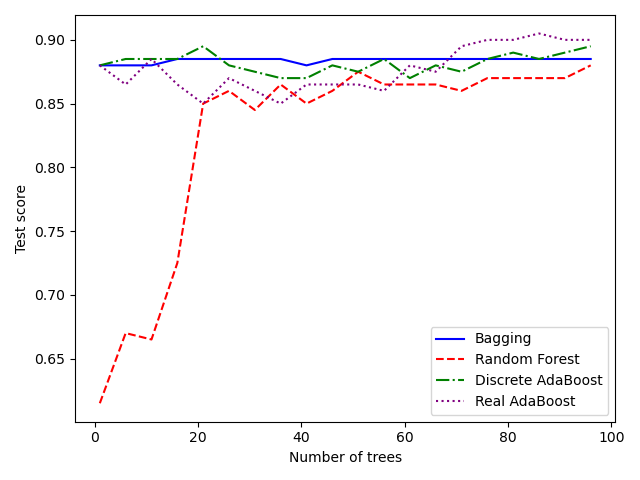 0.90
0.85
0.80
0.75
0.70
0.65
Test score
0 20 40 60 80 100
Number of trees
Bagging
Random Forest
Discrete AdaBoost
Real AdaBoost